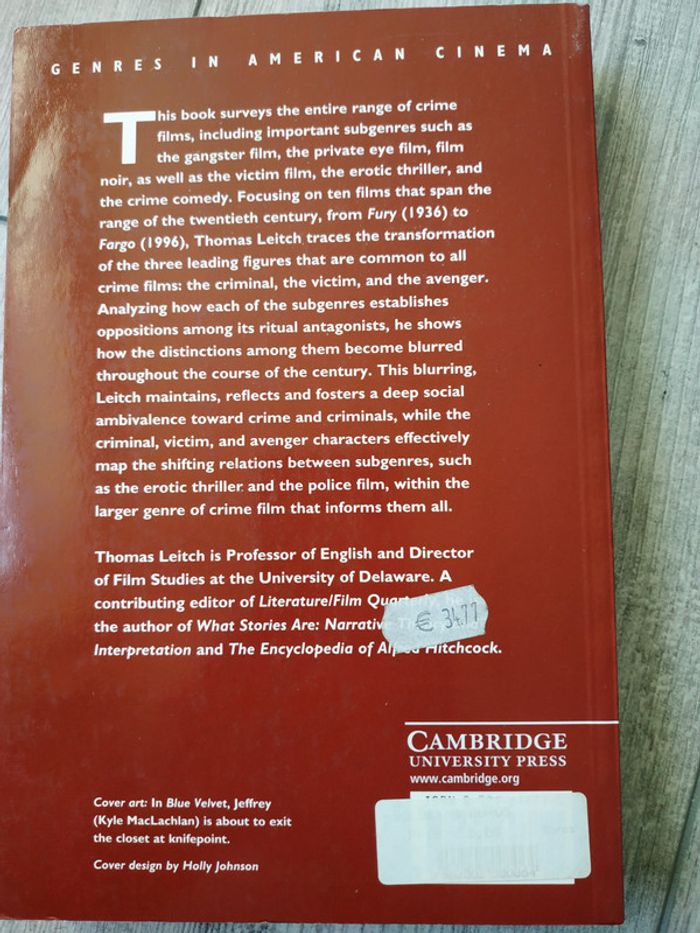 GENRES IN AMERICAN CINEMA
This book surveys the entire range of crime
films, including important subgenres such as
the gangster film, the private eye film, film
noir, as well as the victim film, the erotic thriller, and
the crime comedy. Focusing on ten films that span the
range of the twentieth century, from Fury (1936) to
Fargo (1996), Thomas Leitch traces the transformation
of the three leading figures that are common to all
crime films: the criminal, the victim, and the avenger.
Analyzing how each of the subgenres establishes
oppositions among its ritual antagonists, he shows
how the distinctions among them become blurred
throughout the course of the century. This blurring,
Leitch maintains, reflects and fosters a deep social
ambivalence toward crime and criminals, while the
criminal, victim, and avenger characters effectively
map the shifting relations between subgenres, such
as the erotic thriller and the police film, within the
larger genre of crime film that informs them all.
Thomas Leitch is Professor of English and Director
of Film Studies at the University of Delaware. A
contributing editor of Literature/Film Quarterly, he
the author of What Stories Are: Narrative
€ 34.77
Interpretation and The Encyclopedia of Alfred Hitchcock.
CAMBRIDGE
UNIVERSITY PRESS
www.cambridge.org
Cover art: In Blue Velvet, Jeffrey
(Kyle MacLachlan) is about to exit
the closet at knifepoint.
Cover design by Holly Johnson
ISBN